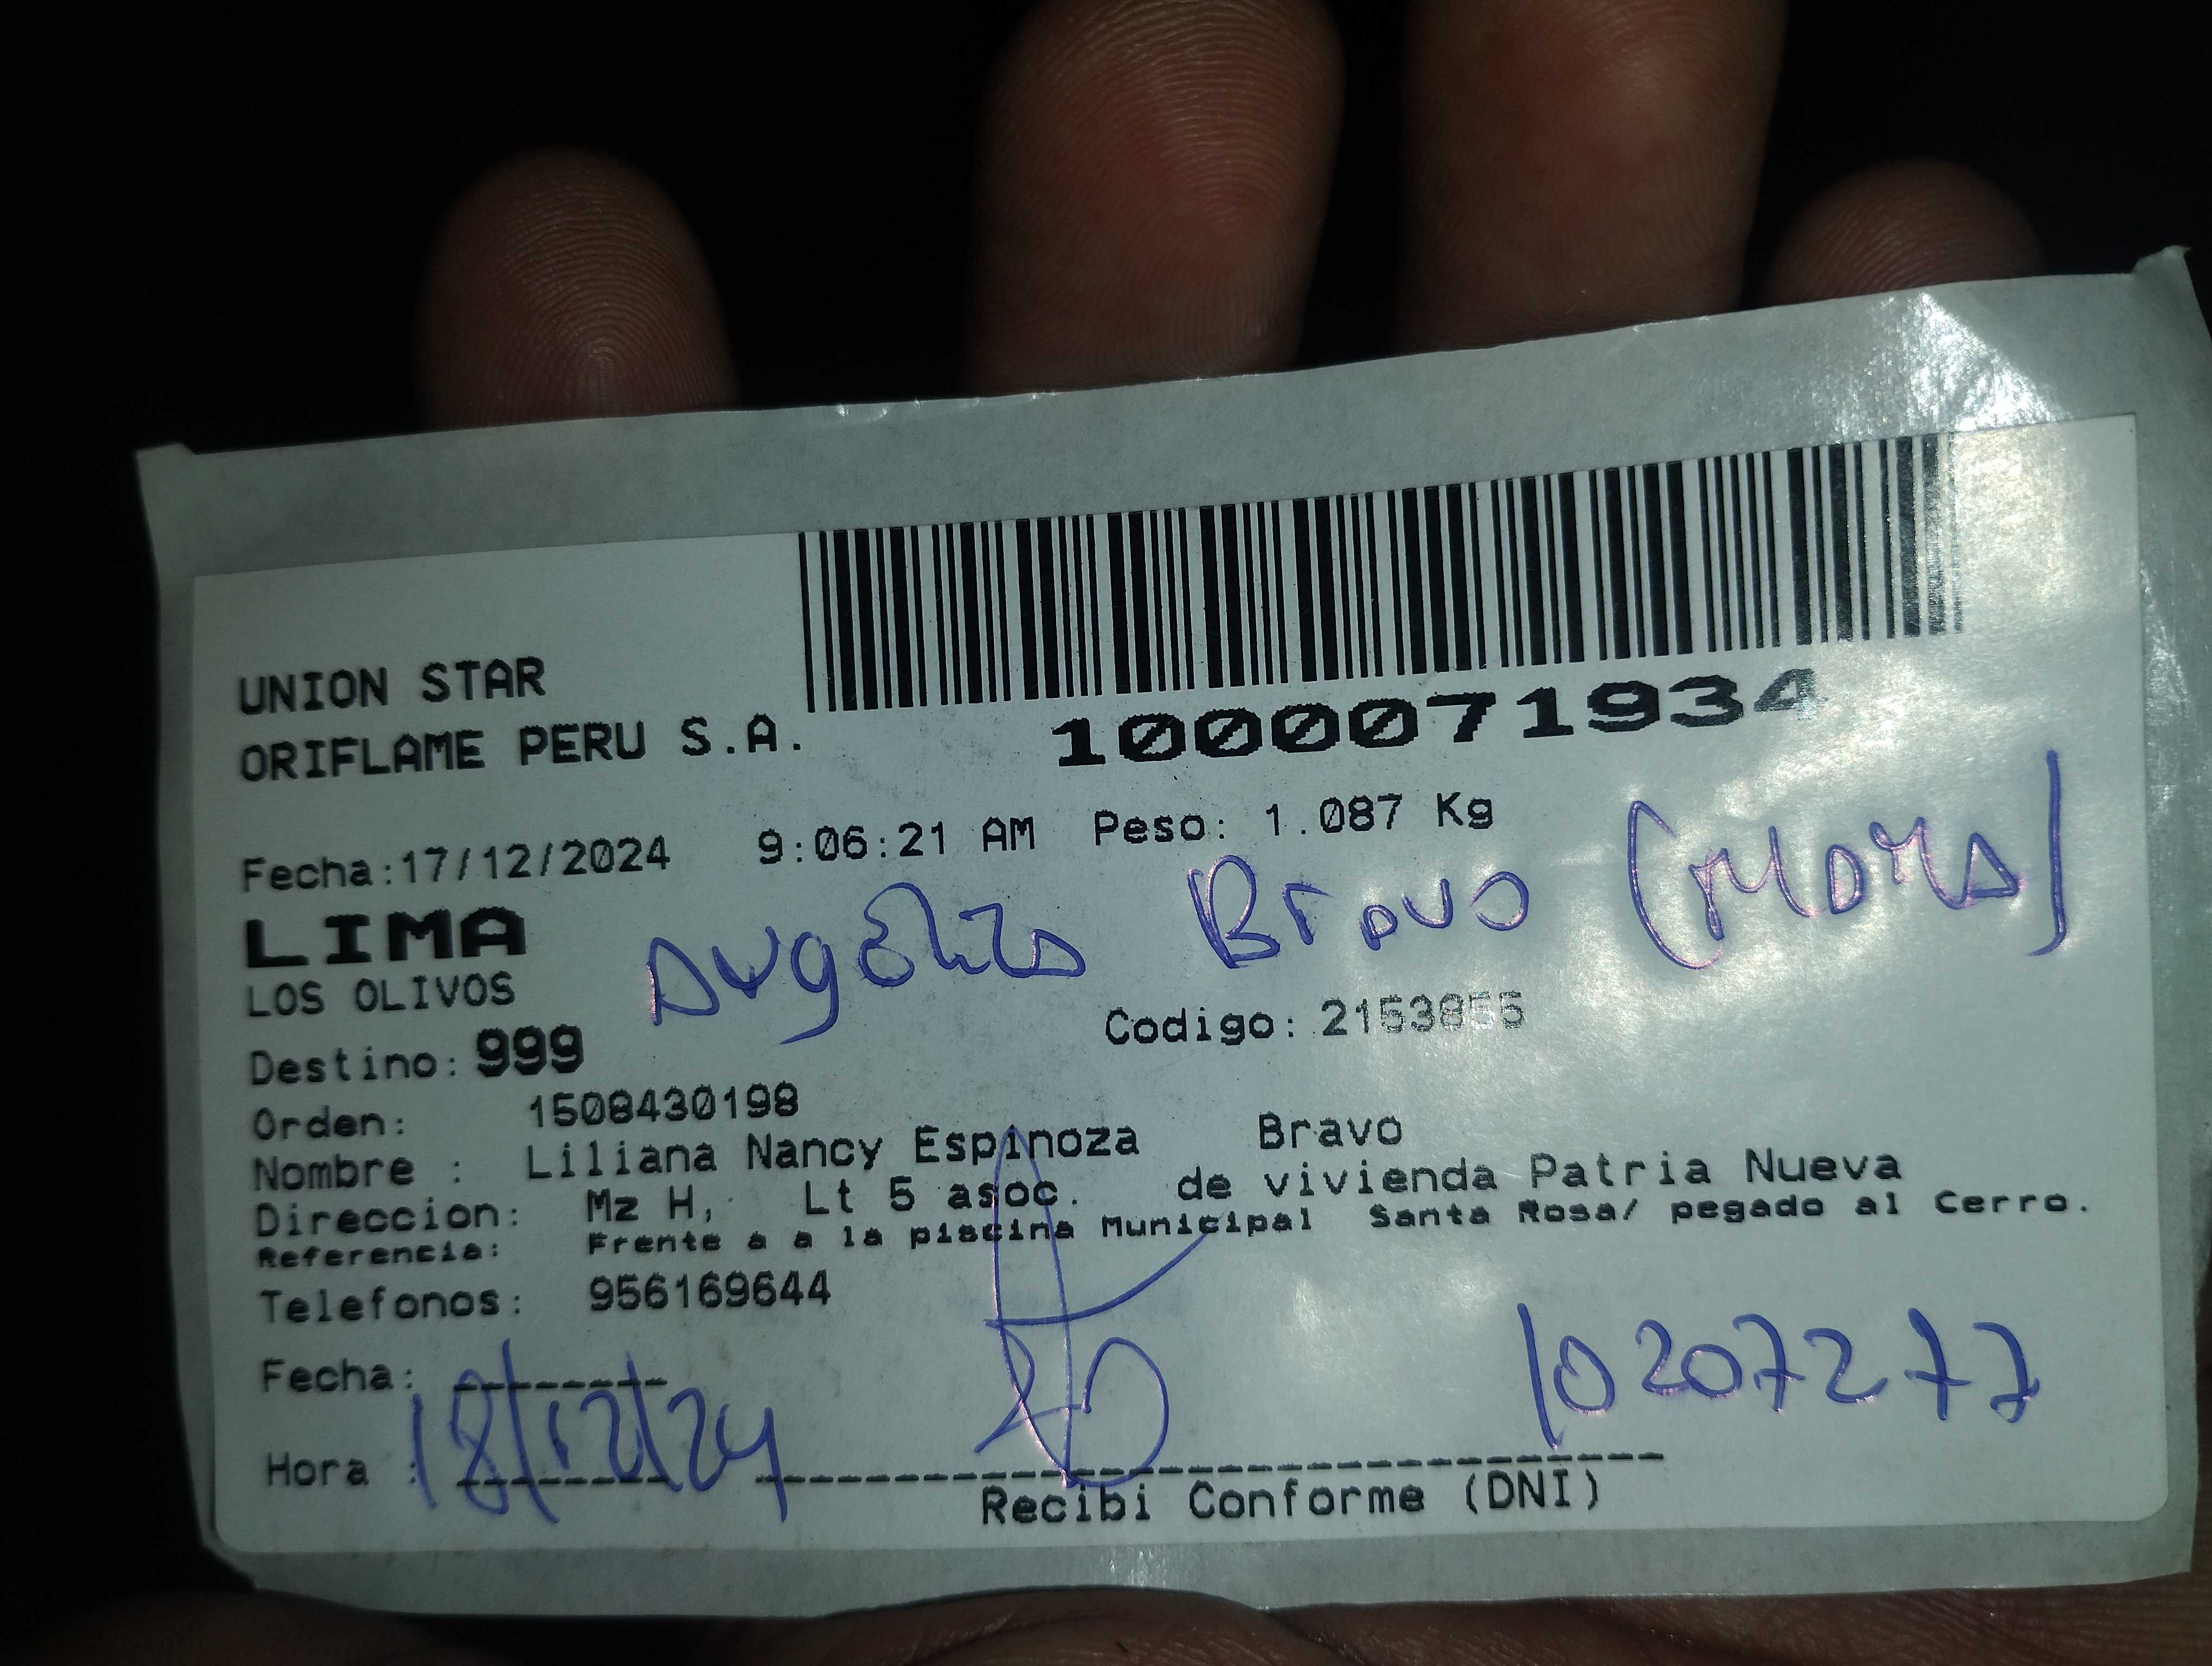 UNION STAR
ORIFLAME PERU S.A.
1000071934
Fecha:17/12/2024 9:06:21 AM Peso: 1.087 Kg
LIMA
Bravo (MAMA)
LOS OLIVOS
Codigo: 2153855
Destino: 999
Orden: 1508430198
Nombre : Liliana Nancy Espinoza Bravo
Direccion: Mz H, Lt 5 asoc. de vivienda Patria Nueva
Referencia: Frente a a la piscina Municipal Santa Rosa/ pegado al Cerro.
Telefonos: 956169644
Fecha:
18/12/24
10207277
Hora :
Recibi Conforme (DNI)